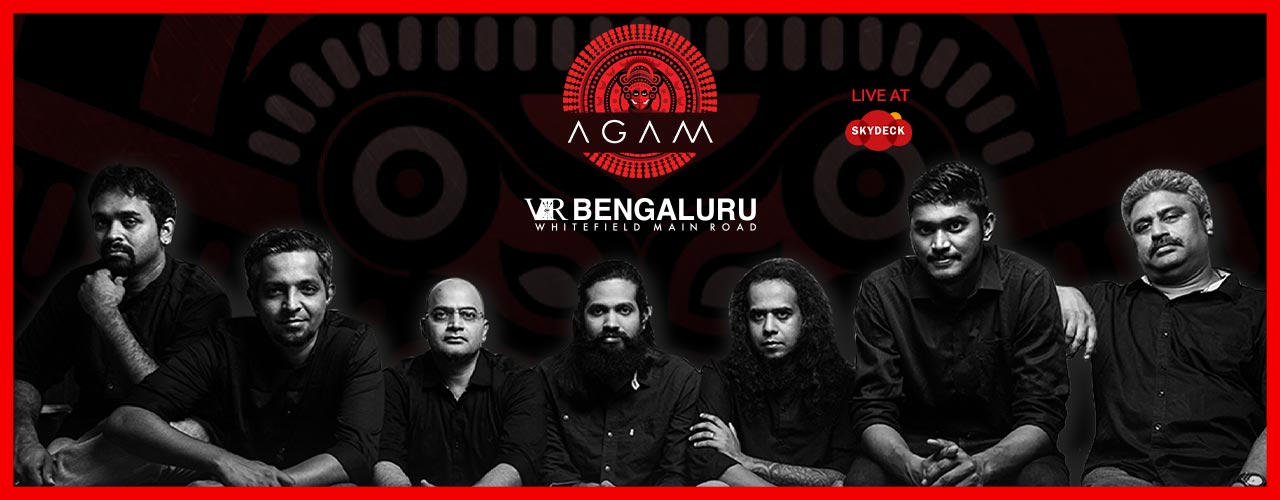 AGAM
LIVE AT
SKYDECK
VR BENGALURU
WHITEFIELD MAIN ROAD